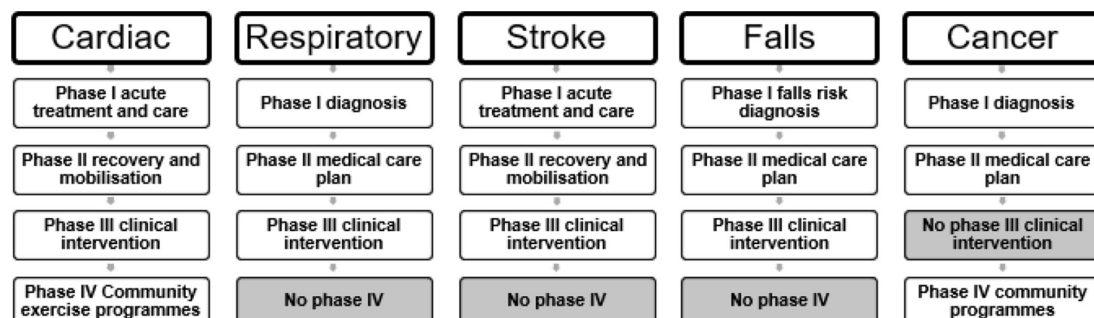 Cardiac
Phase I acute
treatment and care
Phase II recovery and
mobilisation
Phase III clinical
intervention
Phase IV Community
exercise programmes
Respiratory
Phase I diagnosis
Phase II medical care
plan
Phase III clinical
intervention
No phase IV
Stroke
Phase I acute
treatment and care
Phase II recovery and
mobilisation
Phase III clinical
intervention
No phase IV
Falls
Phase I falls risk
diagnosis
Phase II medical care
plan
Phase III clinical
intervention
No phase IV
Cancer
Phase I diagnosis
Phase II medical care
plan
No phase III clinical
intervention
Phase IV community
programmes